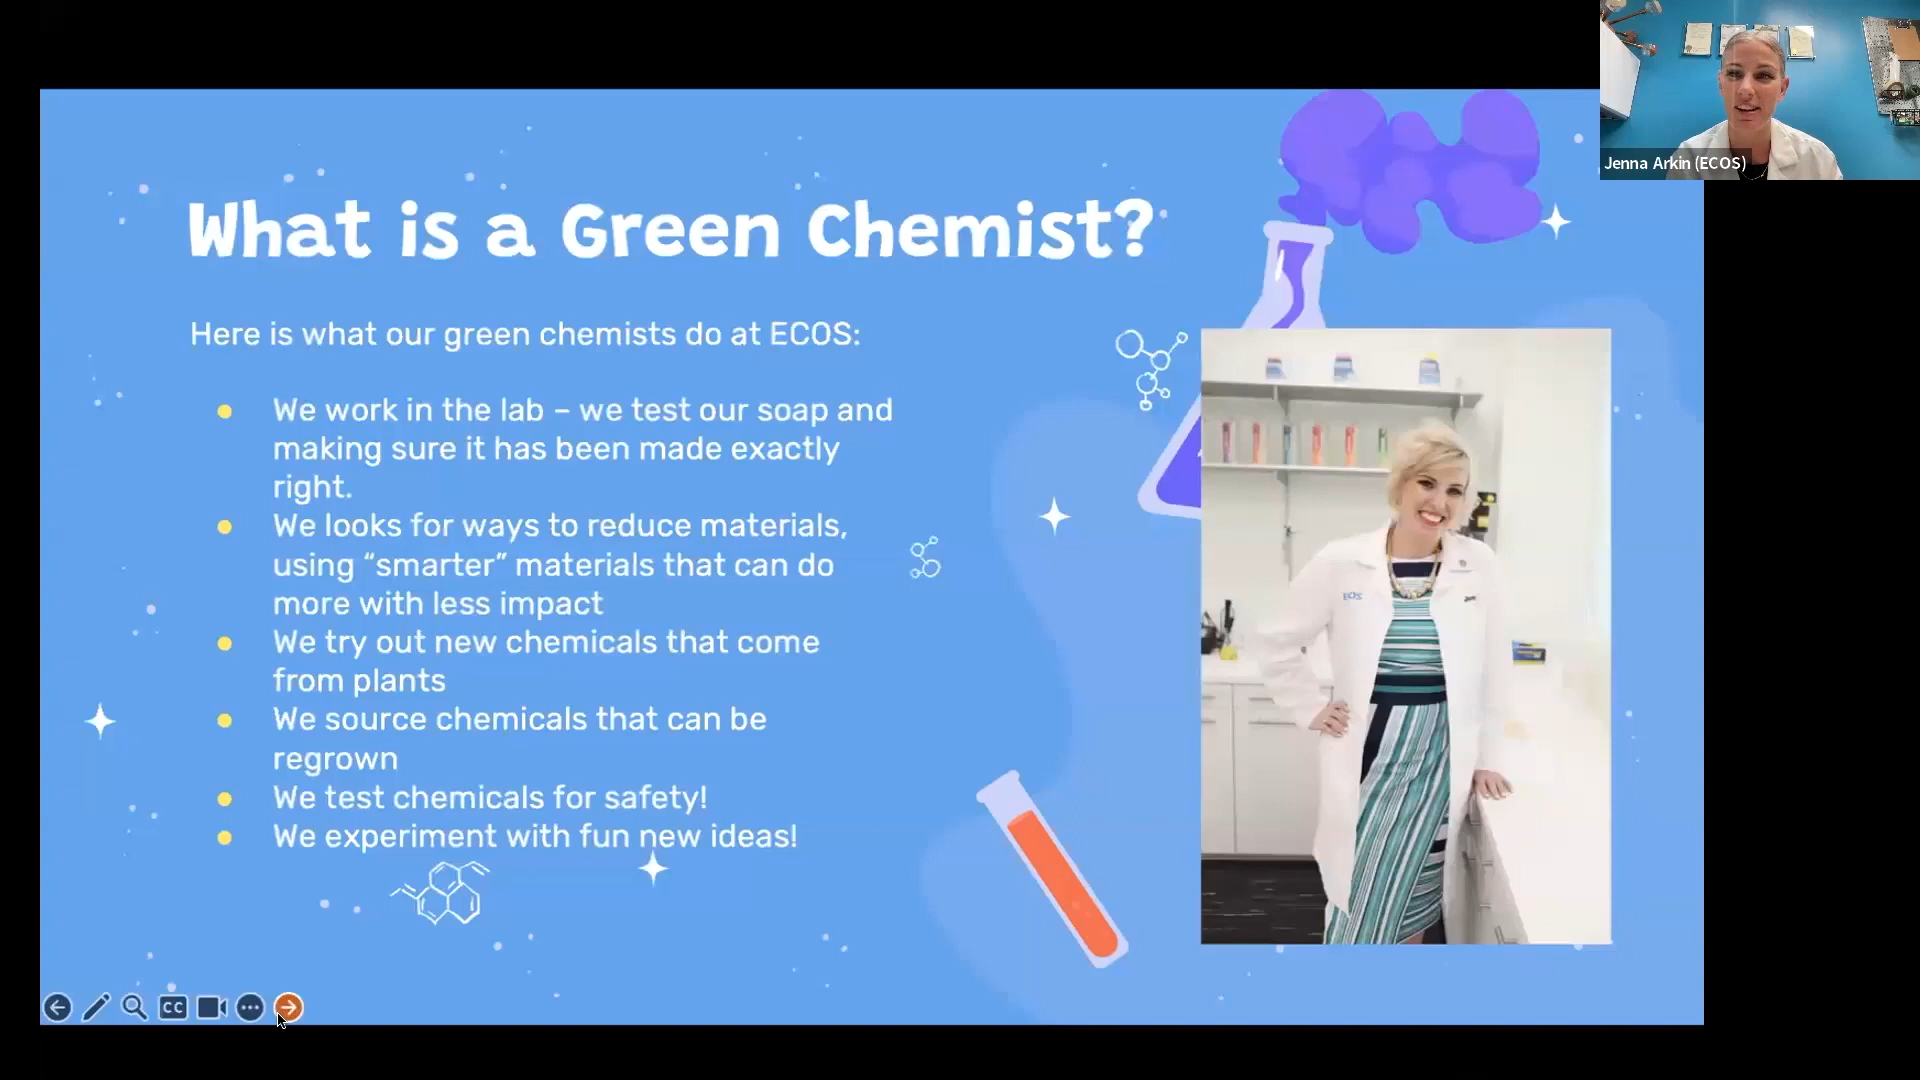 Jenna Arkin (ECOS)
What is a Green Chemist?
Here is what our green chemists do at ECOS:
We work in the lab – we test our soap and
making sure it has been made exactly
right.
We looks for ways to reduce materials,
using “smarter” materials that can do
more with less impact
We try out new chemicals that come
from plants
We source chemicals that can be
regrown
We test chemicals for safety!
We experiment with fun new ideas!
CC